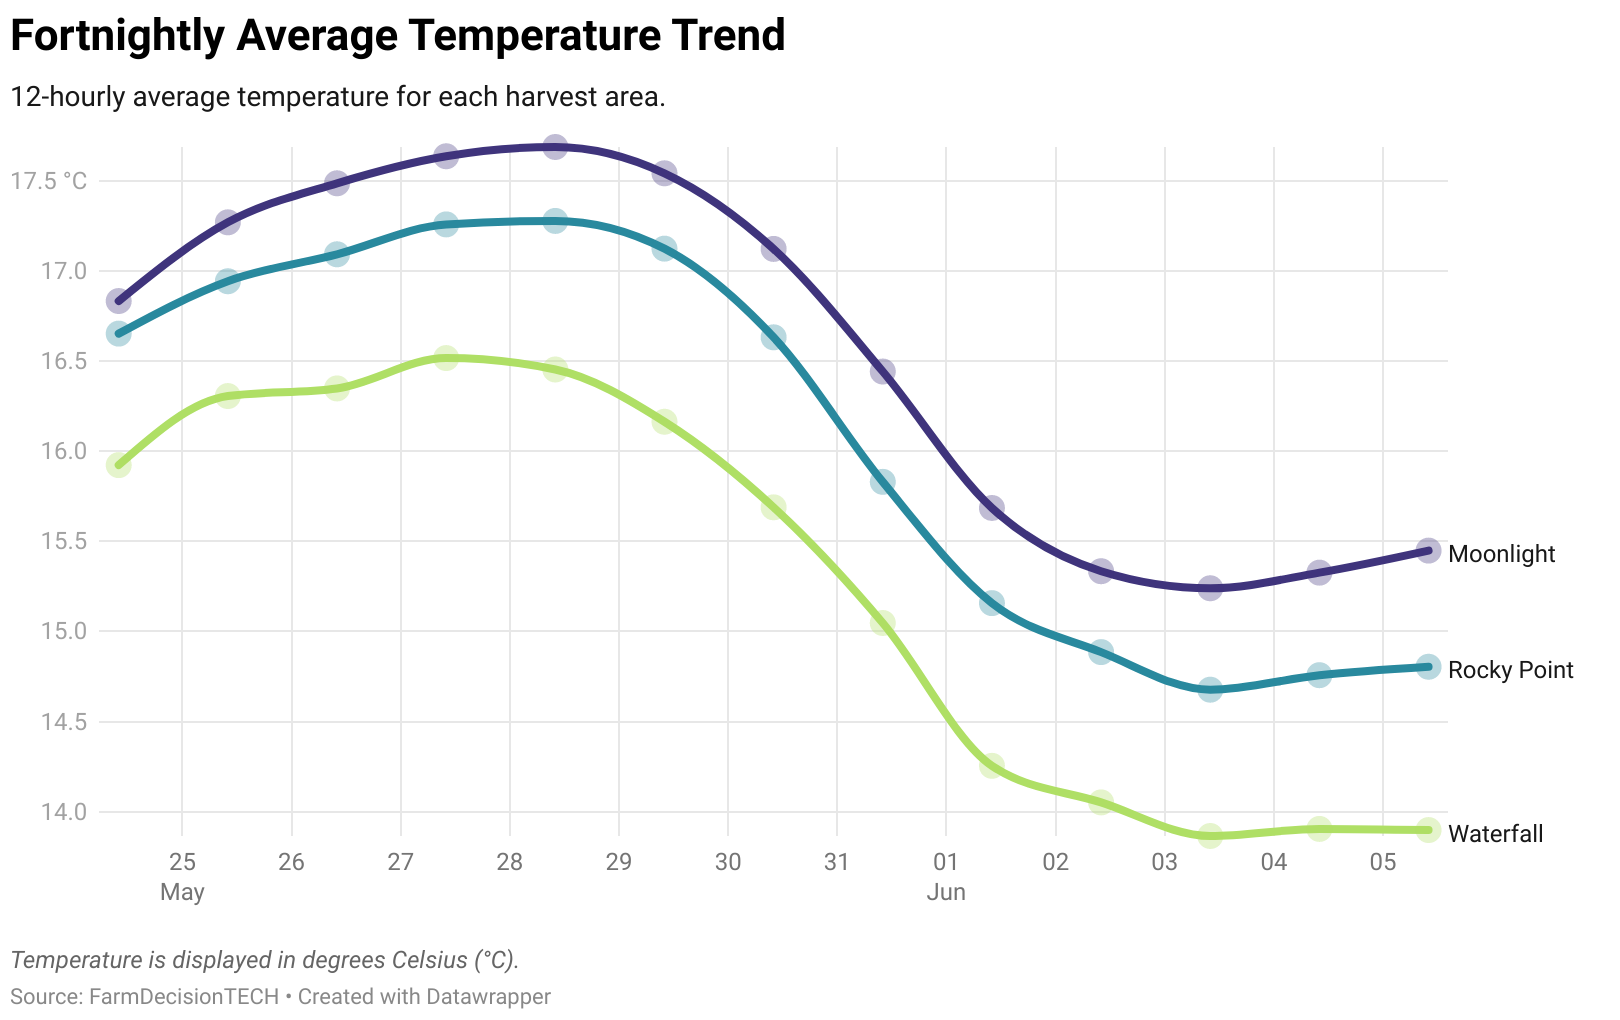 Fortnightly Average Temperature Trend
12-hourly average temperature for each harvest area.
17.5 °C
17.0
16.5
16.0
15.5
15.0
14.5
14.0
Moonlight
Rocky Point
Waterfall
25 26 27 28 29 30 31 01 02 03 04 05
May Jun
Temperature is displayed in degrees Celsius (°C).
Source: FarmDecisionTECH • Created with Datawrapper